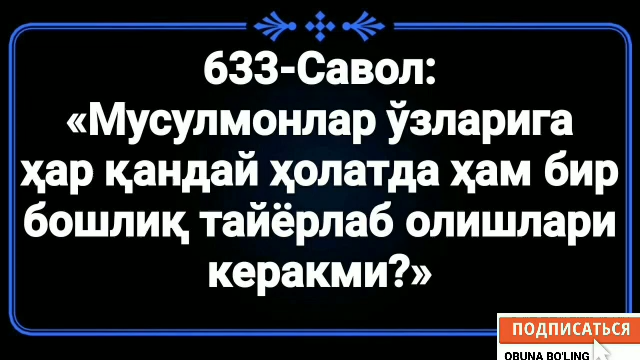 633-Савол:
«Мусулмонлар ўзларига
ҳар қандай ҳолатда ҳам бир
бошлиқ тайёрлаб олишлари
керакми?»
ПОДПИСАТЬСЯ
OBUNA BO'LING